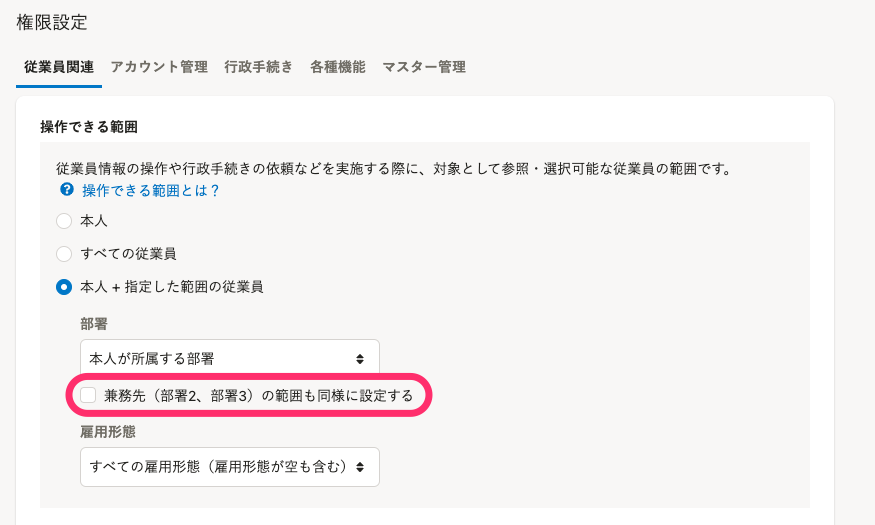 権限設定
従業員関連 アカウント管理 行政手続き 各種機能 マスター管理
操作できる範囲
従業員情報の操作や行政手続きの依頼などを実施する際に、対象として参照・選択可能な従業員の範囲です。
? 操作できる範囲とは？
本人
すべての従業員
本人 + 指定した範囲の従業員
部署
本人が所属する部署
兼務先（部署2、部署3）の範囲も同様に設定する
雇用形態
すべての雇用形態（雇用形態が空も含む）